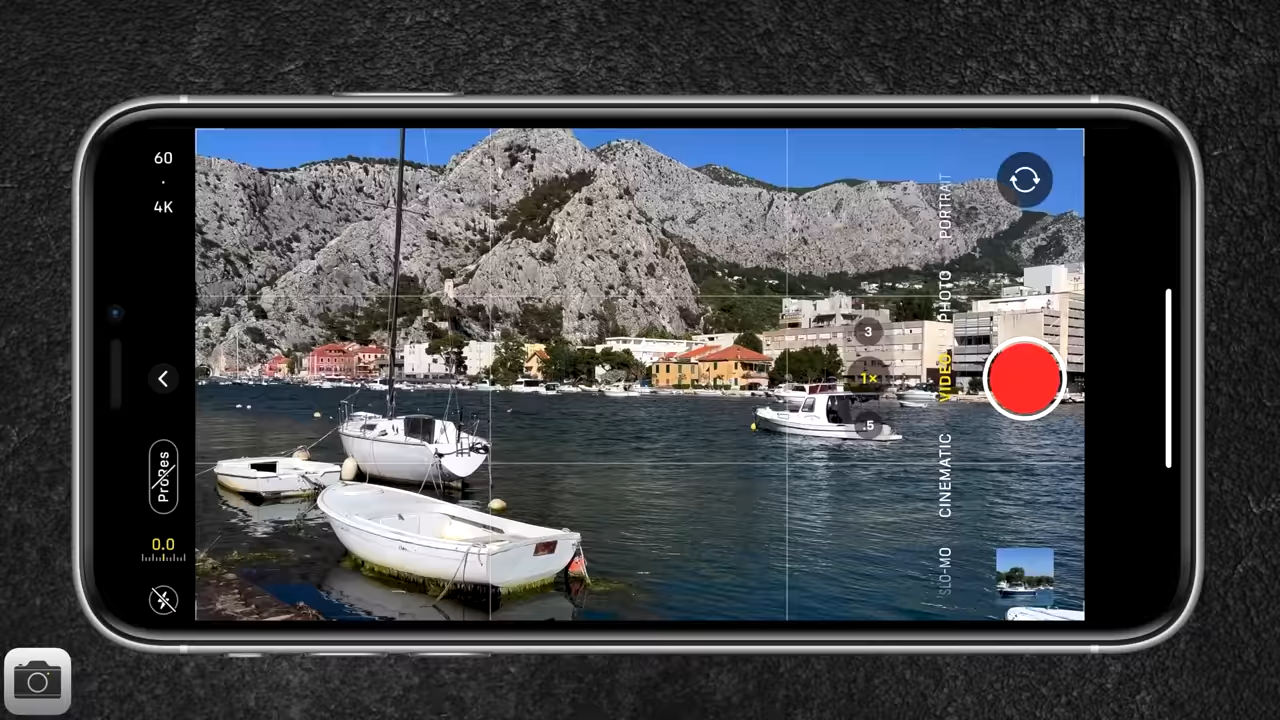 60
·
4K
ProRes
0.0
3
1×
.5
PORTRAIT
PHOTO
VIDEO
CINEMATIC
SLO-MO